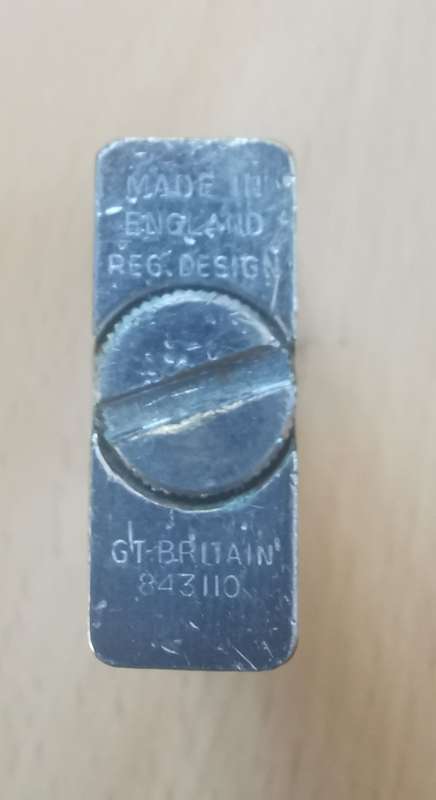 MADE IN
ENGLAND
REG. DESIGN
GT-BRITAIN
843110